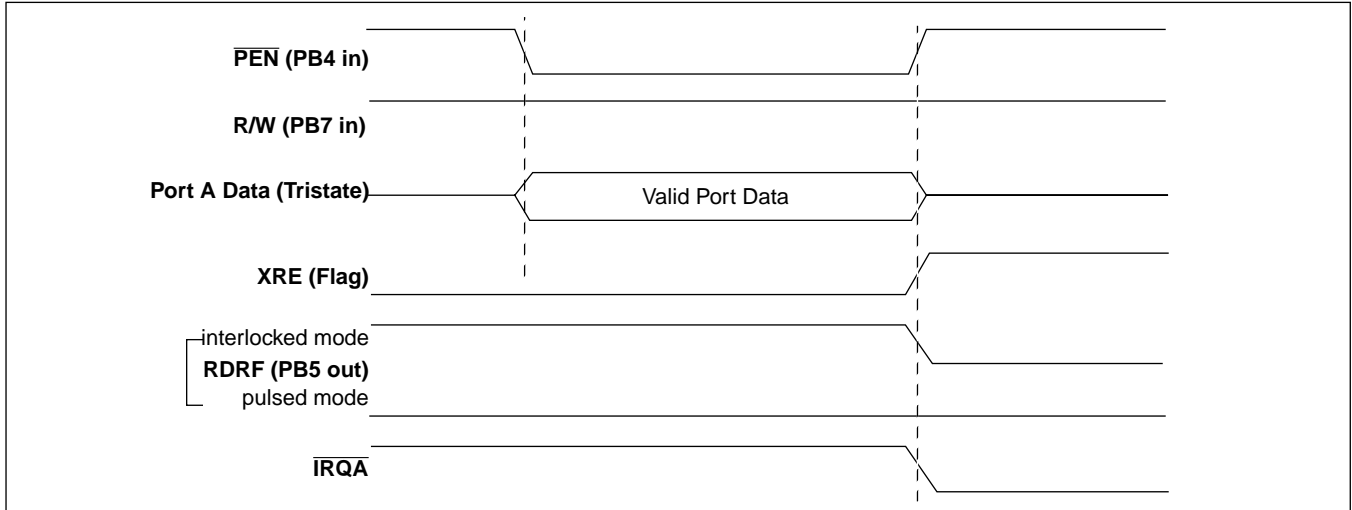 PEN (PB4 in)
R/W (PB7 in)
Port A Data (Tristate)
Valid Port Data
XRE (Flag)
interlocked mode
RDRF (PB5 out)
pulsed mode
IRQA